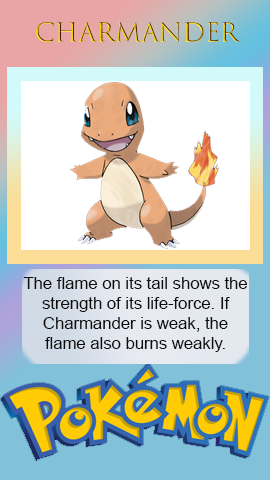 CHARMANDER
The flame on its tail shows the
strength of its life-force. If
Charmander is weak, the
flame also burns weakly.
POKéMON